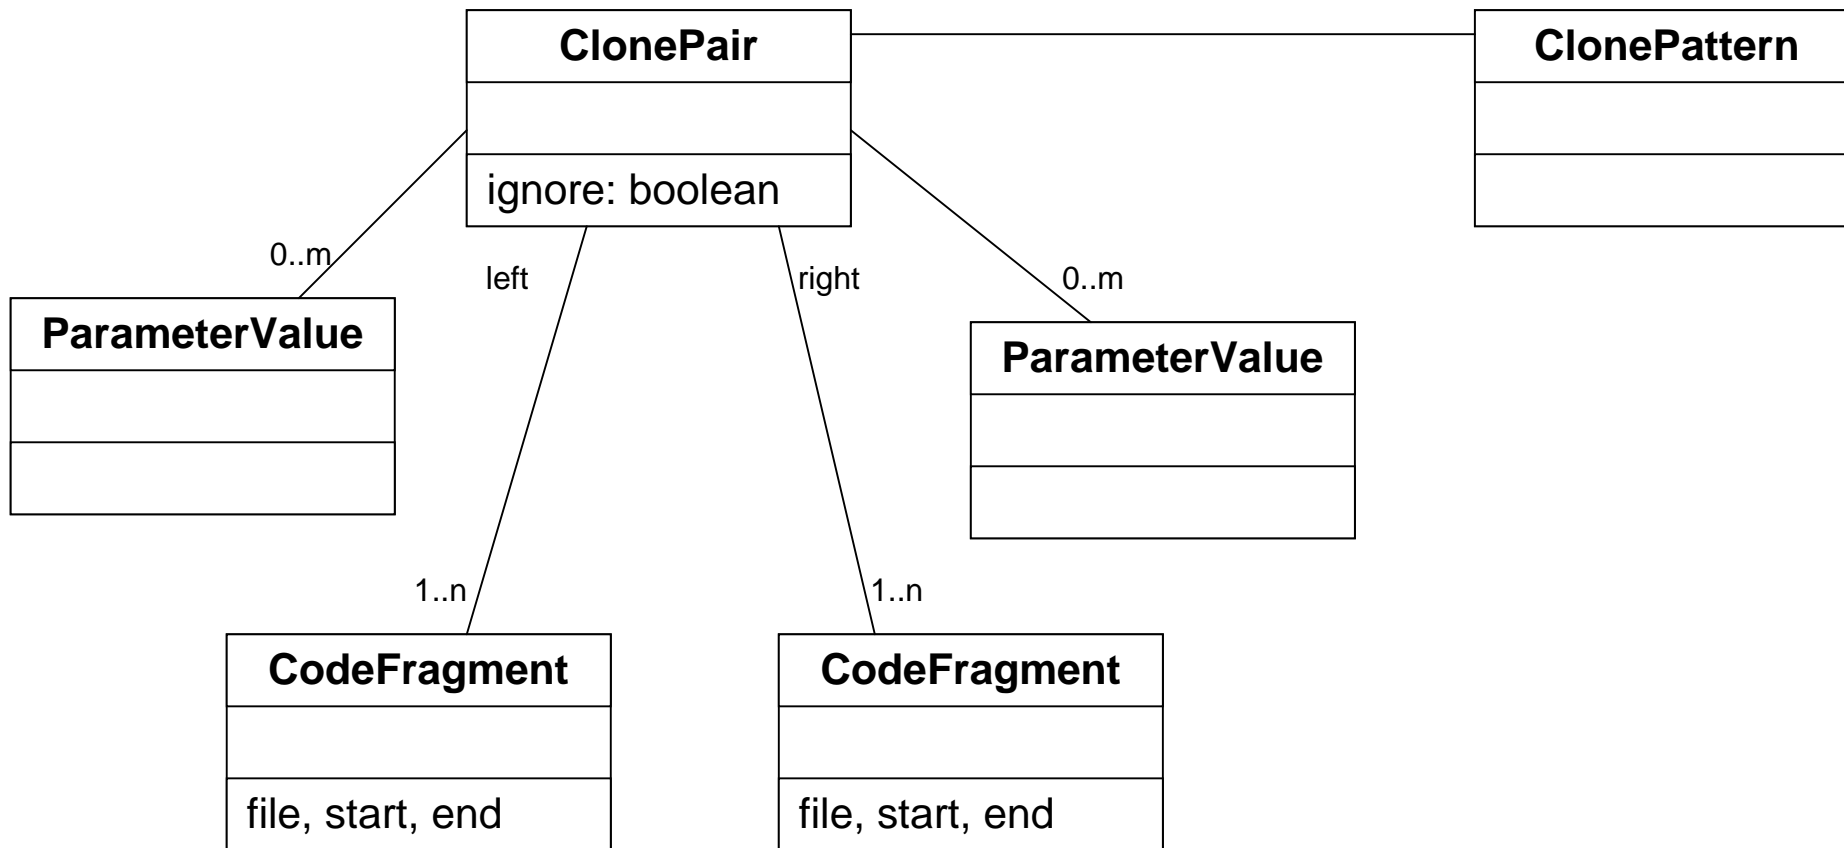 ClonePair
ClonePattern
ignore: boolean
0..m
left
right
0..m
ParameterValue
ParameterValue
1..n
1..n
CodeFragment
CodeFragment
file, start, end
file, start, end